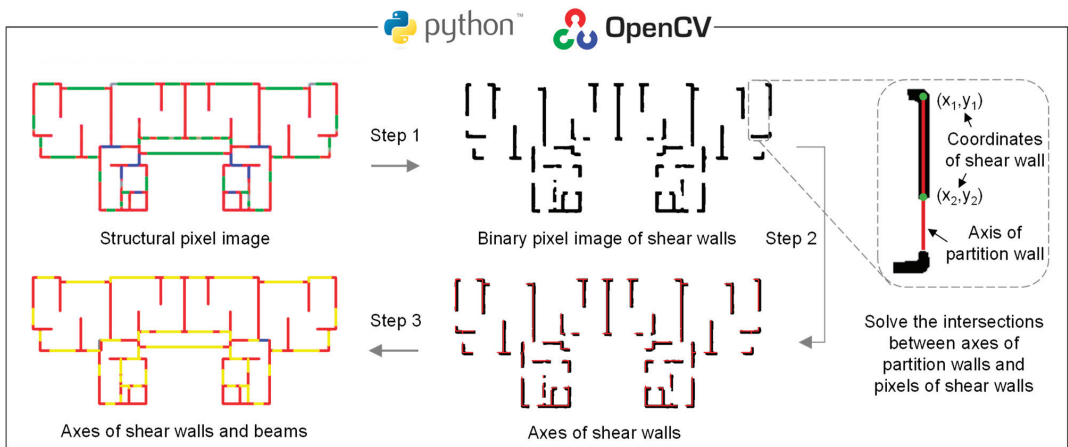 python™ OpenCV
Step 1
Structural pixel image
Binary pixel image of shear walls
Step 2
(x₁,y₁)
Coordinates
of shear wall
(x₂,y₂)
Axis of
partition wall
Solve the intersections
between axes of
partition walls and
pixels of shear walls
Step 3
Axes of shear walls and beams
Axes of shear walls